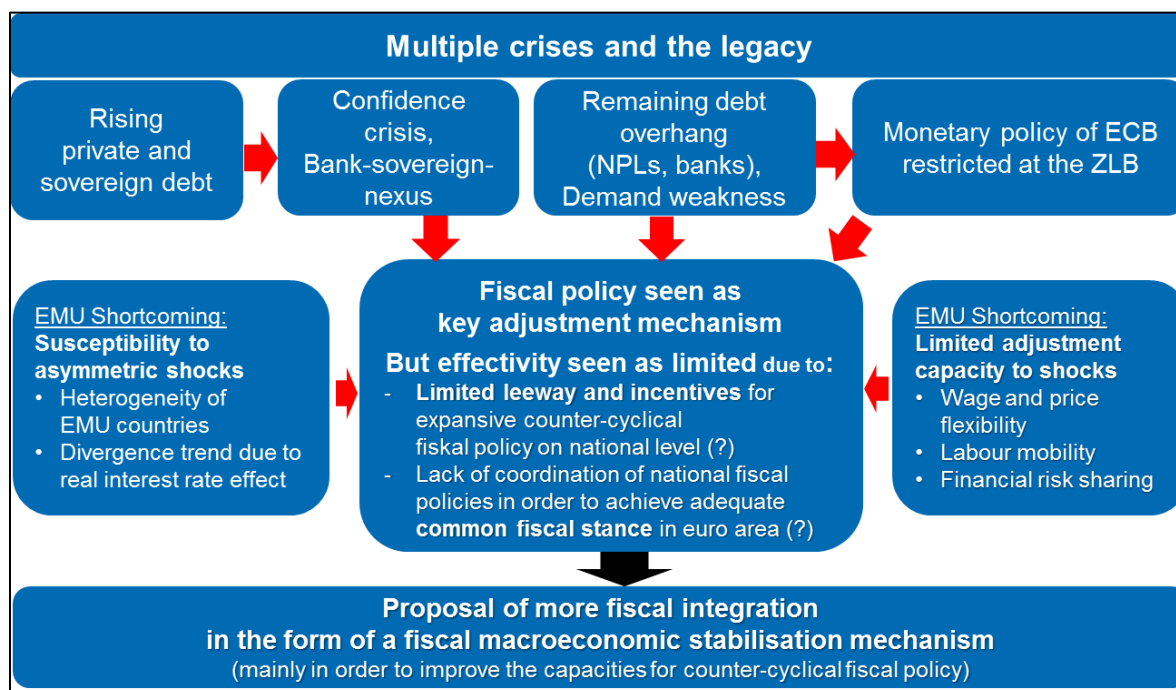 Multiple crises and the legacy
Rising
private and
sovereign debt
Confidence
crisis,
Bank-sovereign-
nexus
Remaining debt
overhang
(NPLs, banks),
Demand weakness
Monetary policy of ECB
restricted at the ZLB
EMU Shortcoming:
Susceptibility to
asymmetric shocks
• Heterogeneity of
EMU countries
• Divergence trend due to
real interest rate effect
Fiscal policy seen as
key adjustment mechanism
But effectivity seen as limited due to:
- Limited leeway and incentives for
expansive counter-cyclical
fiskal policy on national level (?)
- Lack of coordination of national fiscal
policies in order to achieve adequate
common fiscal stance in euro area (?)
EMU Shortcoming:
Limited adjustment
capacity to shocks
• Wage and price
flexibility
• Labour mobility
• Financial risk sharing
Proposal of more fiscal integration
in the form of a fiscal macroeconomic stabilisation mechanism
(mainly in order to improve the capacities for counter-cyclical fiscal policy)